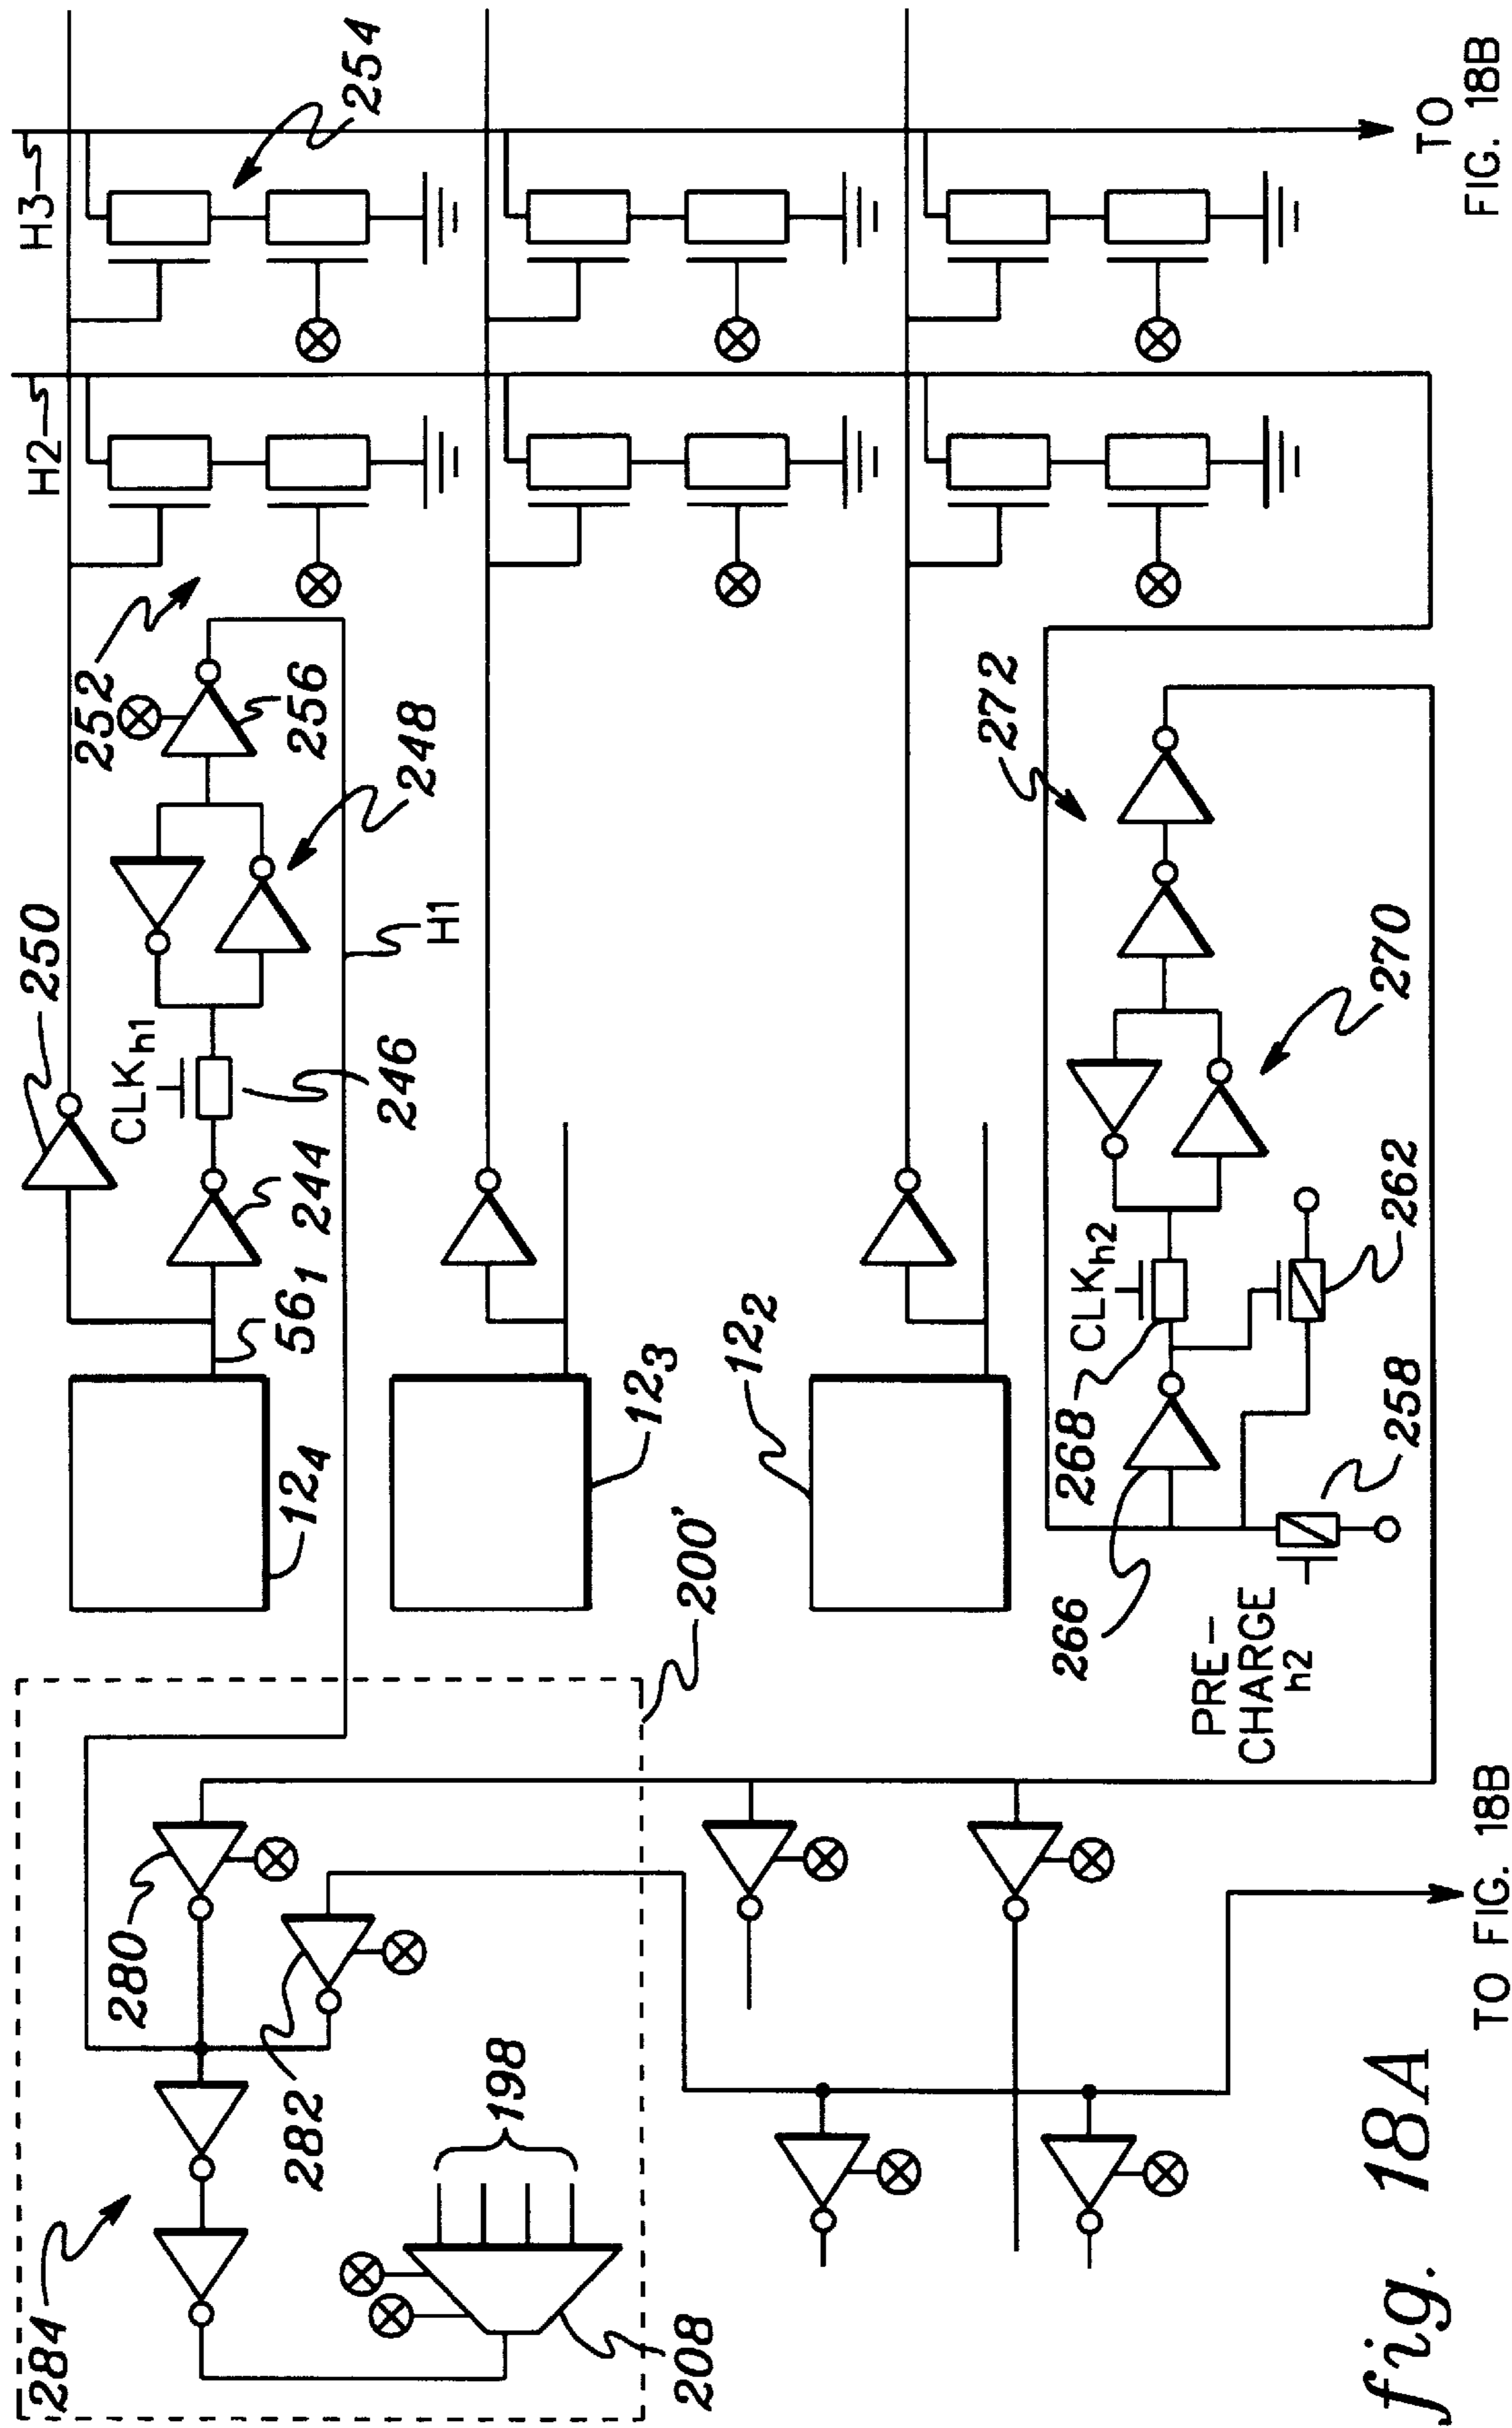 284
280
282
198
208
200'
12₄
56₁
244
250
CLKh1
246
H1
248
256
252
H2
H3
254
12₃
12₂
PRE-
CHARGE
h2
266
268
CLKh2
258
262
270
272
TO FIG. 18B
TO
FIG. 18B
fig. 18A